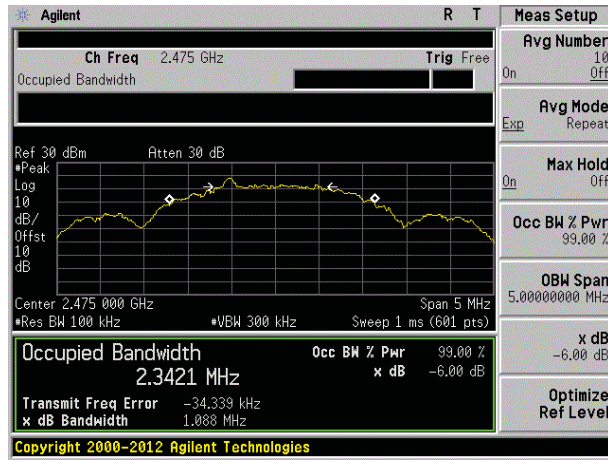 Agilent R T Meas Setup
Ch Freq 2.475 GHz Trig Free
Occupied Bandwidth
Avg Number
10
On Off
Avg Mode
Exp Repeat
Max Hold
On Off
Occ BW % Pwr
99.00 %
OBW Span
5.00000000 MHz
x dB
-6.00 dB
Optimize
Ref Level
Ref 30 dBm Atten 30 dB
#Peak
Log
10
dB/
Offst
10
dB
Center 2.475 000 GHz Span 5 MHz
#Res BW 100 kHz #VBW 300 kHz Sweep 1 ms (601 pts)
Occupied Bandwidth Occ BW % Pwr 99.00 %
2.3421 MHz x dB -6.00 dB
Transmit Freq Error -34.339 kHz
x dB Bandwidth 1.088 MHz
Copyright 2000-2012 Agilent Technologies